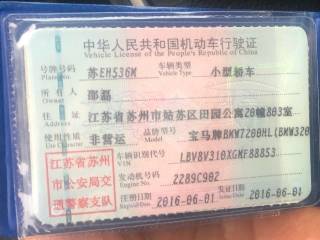 中华人民共和国机动车行驶证
Vehicle License of the People's Republic of China
号牌号码 苏EH536M 车辆类型 小型轿车
Plate No. Vehicle Type
所有人 邵磊
Owner
住址 江苏省苏州市姑苏区田园公寓20幢803室
Address
使用性质 非营运 品牌型号 宝马牌BMW7200HL(BMW320
Use Character Model
江苏省苏州
市公安局交
通警察支队
车辆识别代号 LBV8V310XGMF88853
VIN
发动机号码 2289C902
Engine No.
注册日期 2016-06-01 发证日期 2016-06-01
Register Date Issue Date